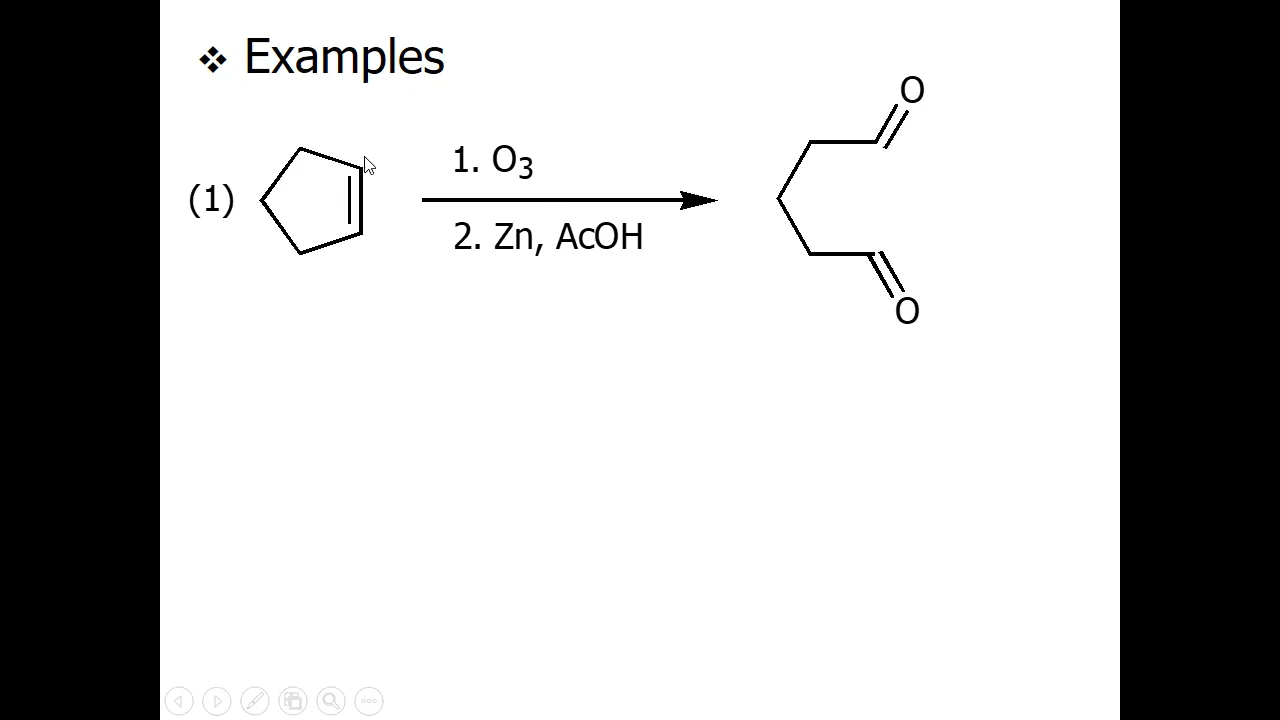 ❖ Examples
O
1. O₃
(1)
2. Zn, AcOH
O